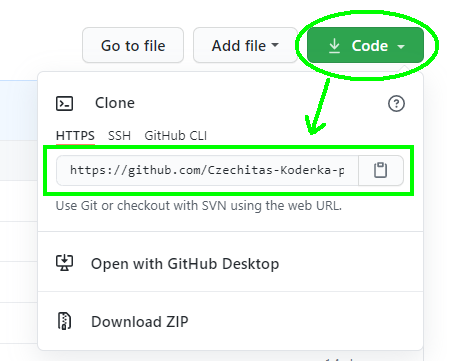 Go to file Add file Code
Clone
HTTPS SSH GitHub CLI
https://github.com/Czechitas-Koderka-p
Use Git or checkout with SVN using the web URL.
Open with GitHub Desktop
Download ZIP